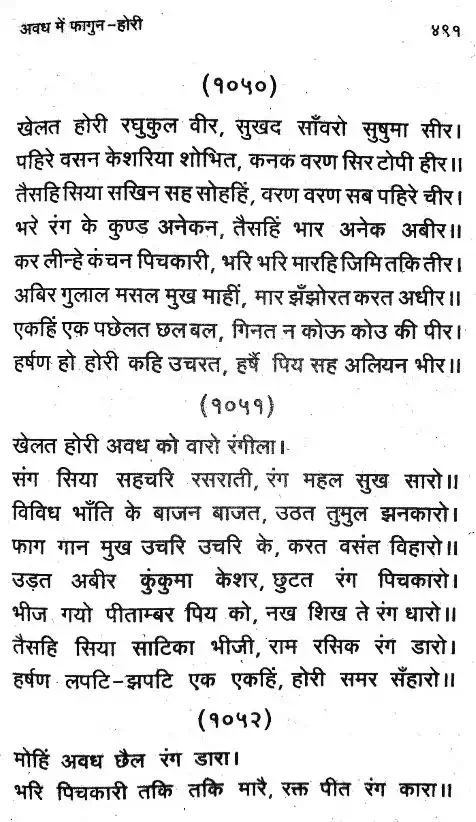 अवध में फागुन-होरी
४९१
(१०५०)
खेलत होरी रघुकुल वीर, सुखद साँवरो सुषुमा सीर।
पहिरे वसन केशरिया शोभित, कनक वरण सिर टोपी हीर॥
तैसहि सिया सखिन सह सोहहिं, वरण वरण सब पहिरे चीर।
भरे रंग के कुण्ड अनेकन, तैसहिं भार अनेक अबीर॥
कर लीन्हे कंचन पिचकारी, भरि भरि मारहि जिमि तकि तीर।
अबिर गुलाल मसल मुख माहीं, मार झँझोरत करत अधीर॥
एकहिं एक पछेलत छल बल, गिनत न कोऊ कोउ की पीर।
हर्षण हो होरी कहि उचरत, हर्षै पिय सह अलियन भीर॥
(१०५१)
खेलत होरी अवध को वारो रंगीला।
संग सिया सहचरि रसराती, रंग महल सुख सारो॥
विविध भाँति के बाजन बाजत, उठत तुमुल झनकारो।
फाग गान मुख उचरि उचरि के, करत वसंत विहारो॥
उड़त अबीर कुंकुमा केशर, छुटत रंग पिचकारो।
भीज गयो पीताम्बर पिय को, नख शिख ते रंग धारो॥
तैसहि सिया साटिका भीजी, राम रसिक रंग डारो।
हर्षण लपटि-झपटि एक एकहिं, होरी समर सँहारो॥
(१०५२)
मोहिं अवध छैल रंग डारा।
भरि पिचकारी तकि तकि मारै, रक्त पीत रंग कारा॥